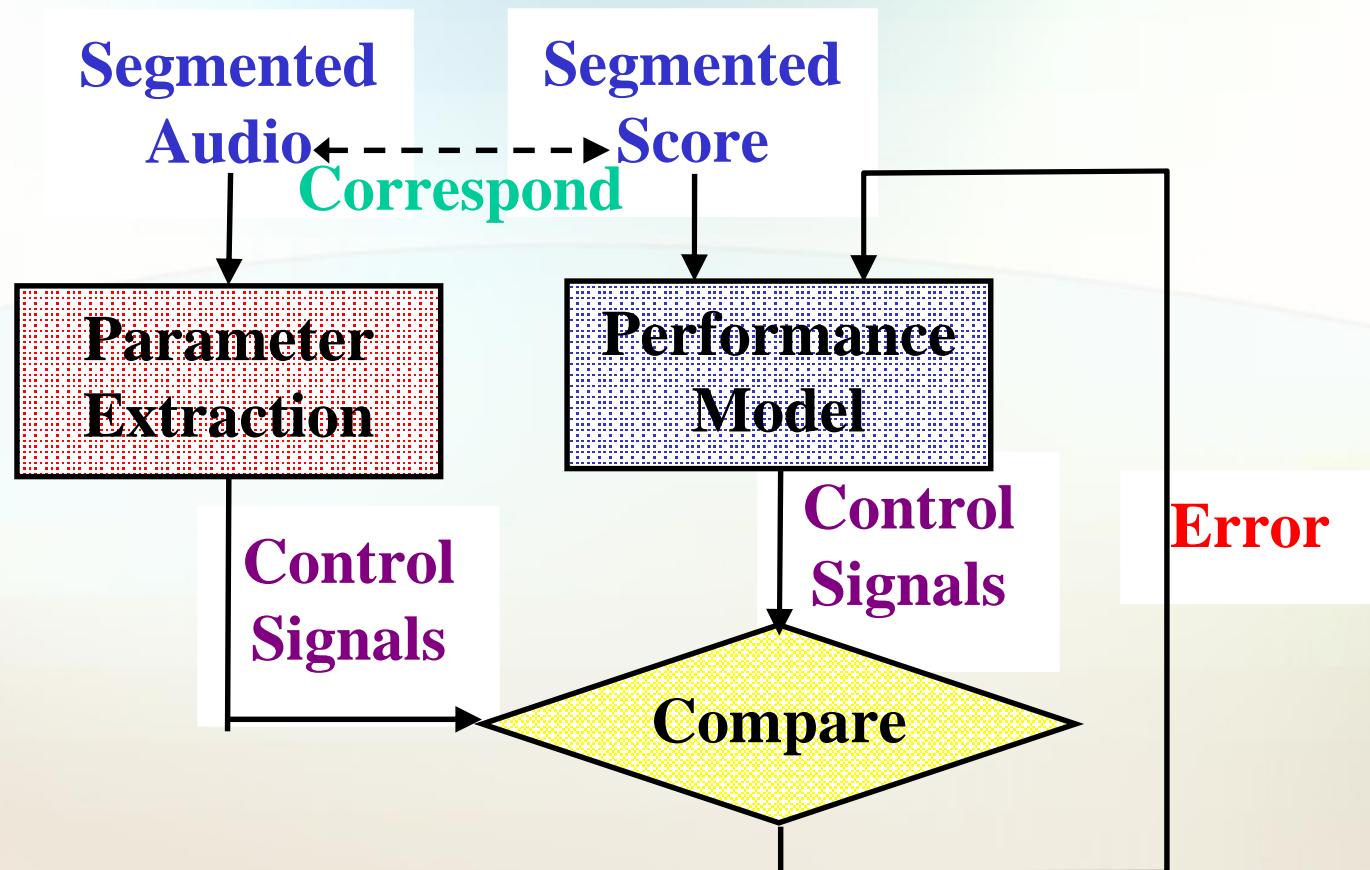 Segmented
Audio
Segmented
Score
Correspond
Parameter
Extraction
Performance
Model
Control
Signals
Control
Signals
Error
Compare